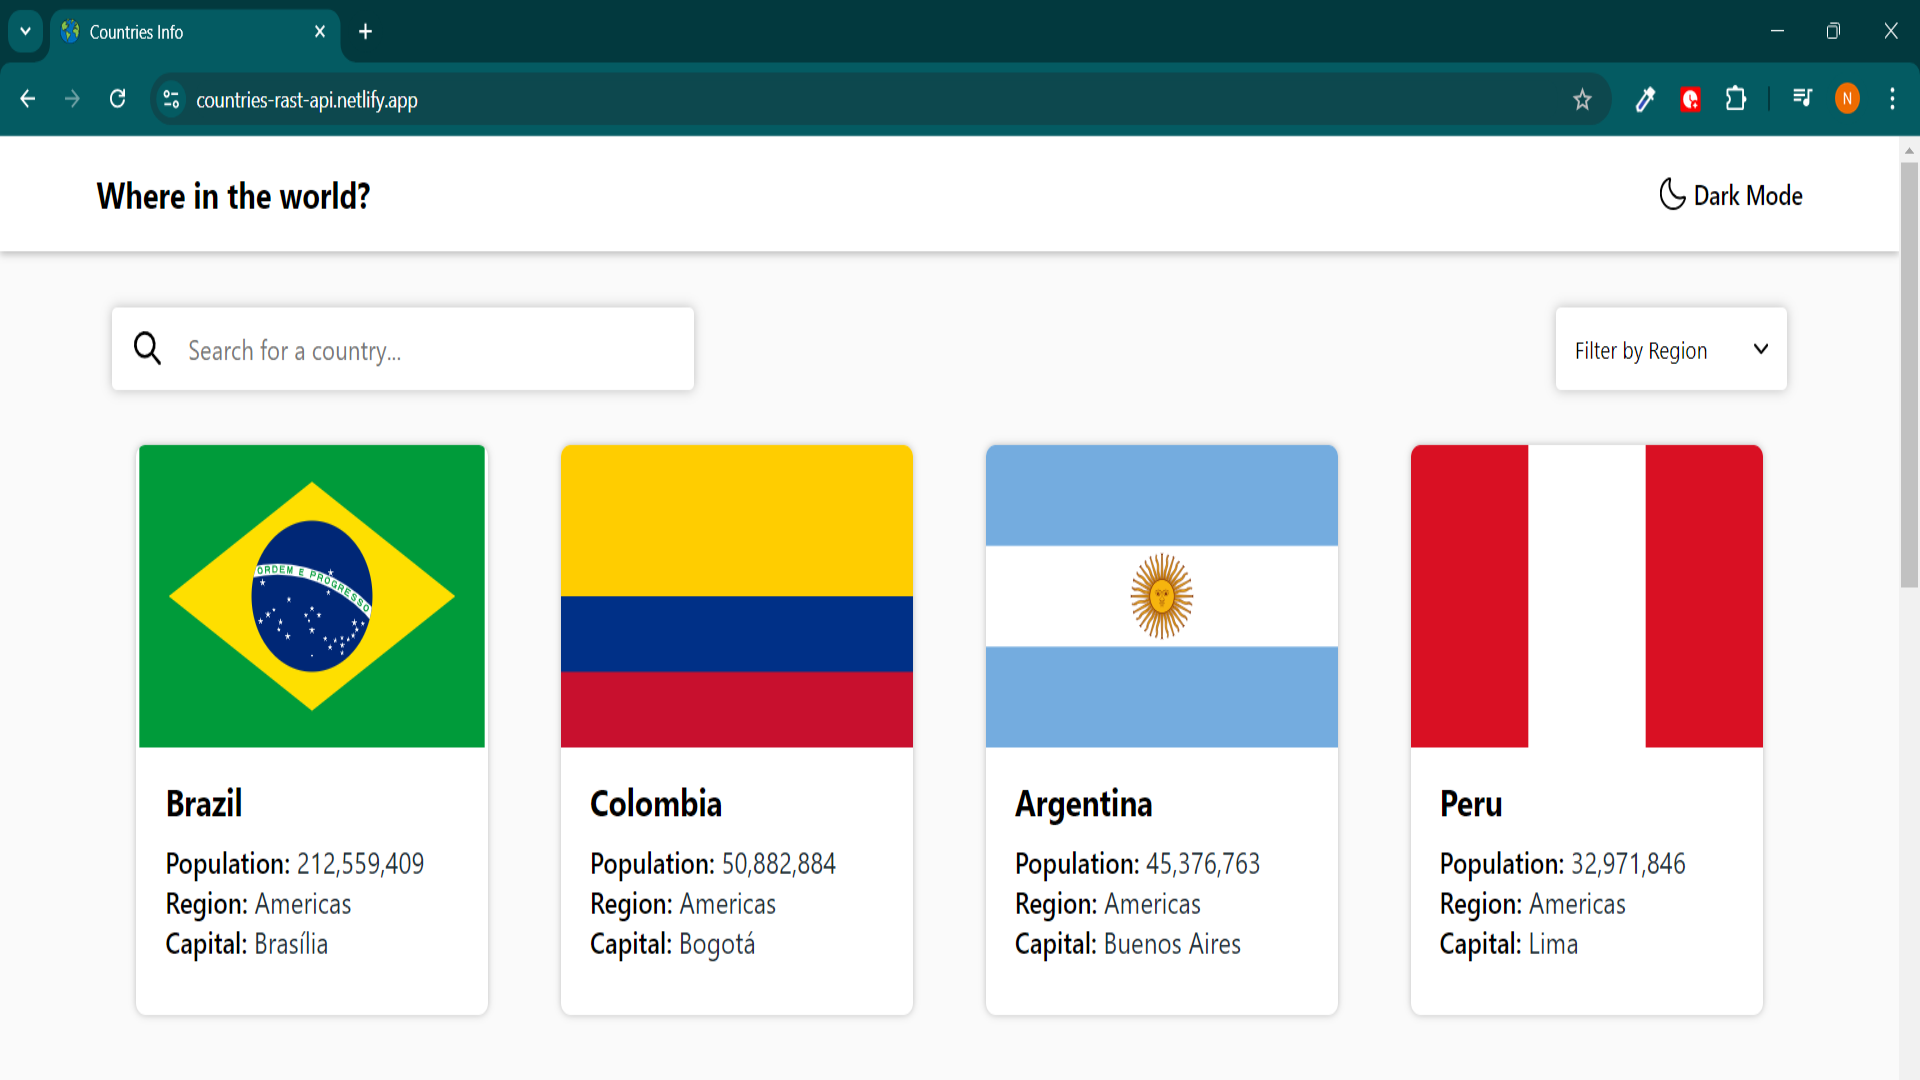 Countries Info
countries-rast-api.netlify.app
N
Where in the world?
Dark Mode
Search for a country...
Filter by Region
ORDEM E PROGRESSO
Brazil
Population: 212,559,409
Region: Americas
Capital: Brasília
Colombia
Population: 50,882,884
Region: Americas
Capital: Bogotá
Argentina
Population: 45,376,763
Region: Americas
Capital: Buenos Aires
Peru
Population: 32,971,846
Region: Americas
Capital: Lima